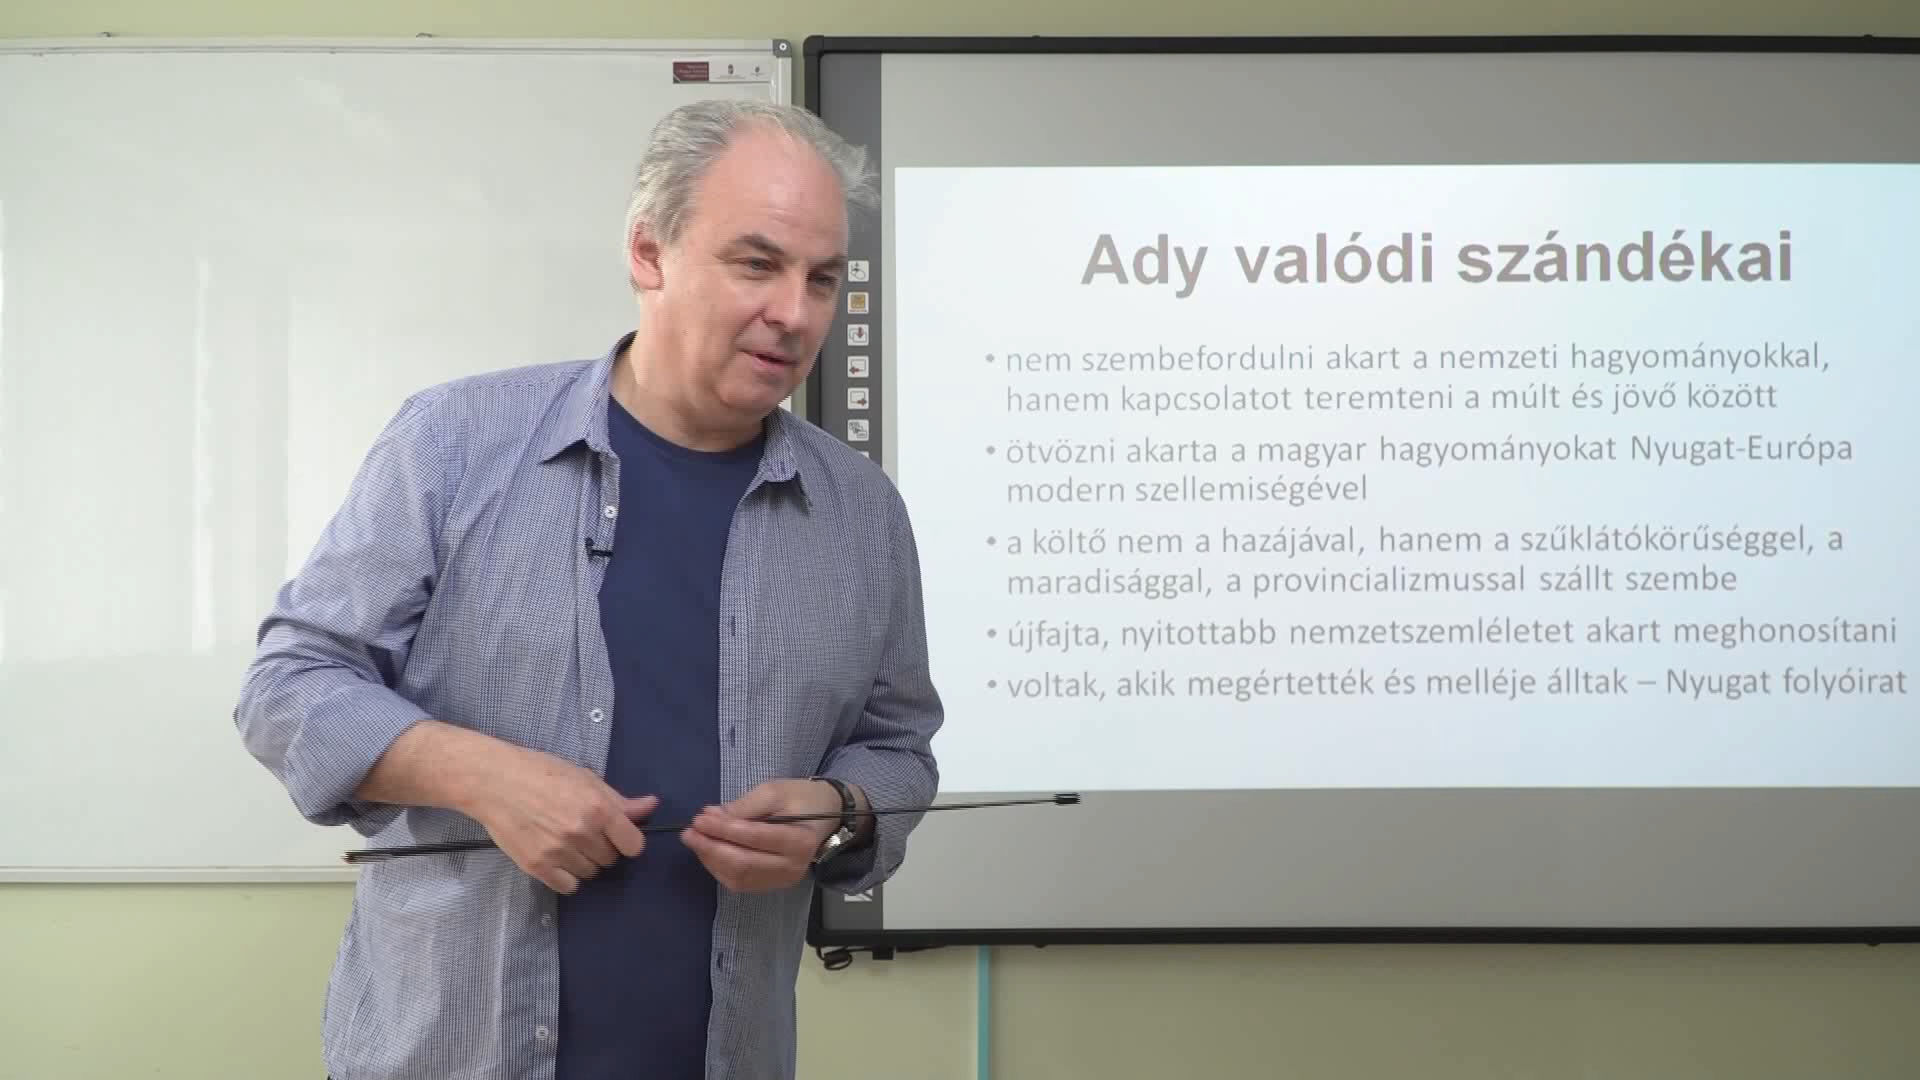 Ady valódi szándékai
• nem szembefordulni akart a nemzeti hagyományokkal,
hanem kapcsolatot teremteni a múlt és jövő között
• ötvözni akarta a magyar hagyományokat Nyugat-Európa
modern szellemiségével
• a költő nem a hazájával, hanem a szűklátókörűséggel, a
maradisággal, a provincializmussal szállt szembe
• újfajta, nyitottabb nemzetszemléletet akart meghonosítani
• voltak, akik megértették és melléje álltak – Nyugat folyóirat